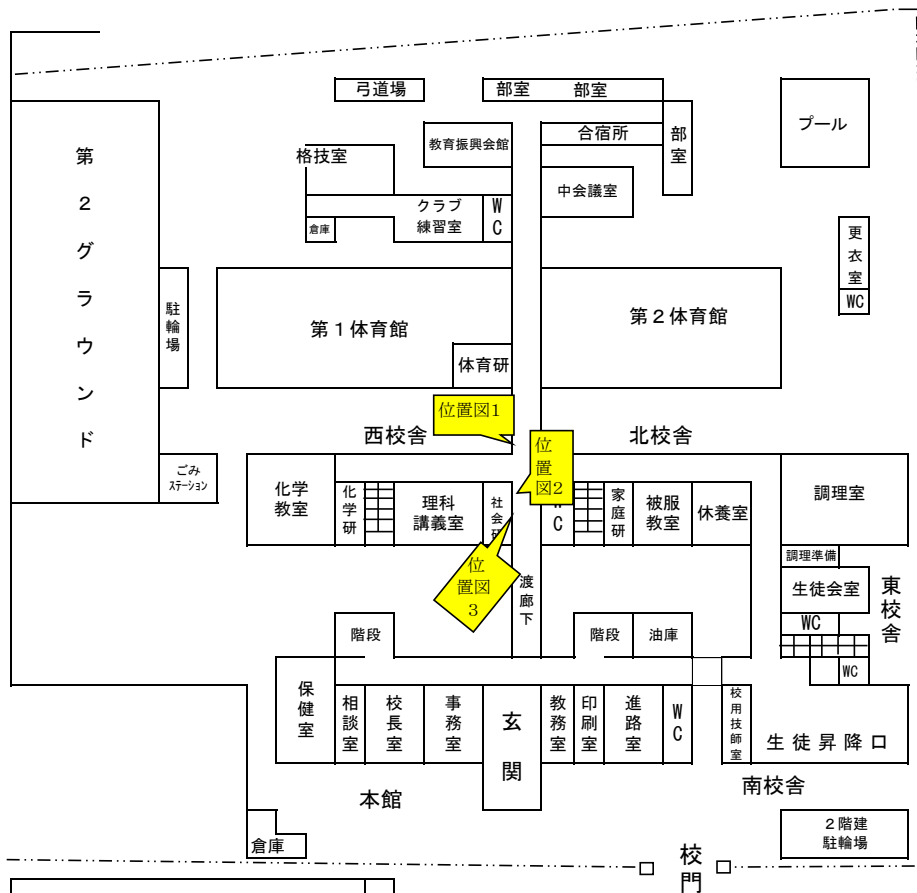 弓道場
部室 部室
プール
教育振興会館
合宿所
部室
格技室
中会議室
クラブ
練習室
WC
倉庫
第2グラウンド
更衣室
WC
駐輪場
第1体育館
第2体育館
体育研
位置図1
西校舎
位置図2
北校舎
ごみ
ステーション
化学
教室
化学研
理科
講義室
社会研
WC
家庭研
被服
教室
休養室
調理室
調理準備
位置図3
渡廊下
生徒会室
東校舎
WC
階段
階段
油庫
WC
保健室
相談室
校長室
事務室
玄関
教務室
印刷室
進路室
WC
校用技師室
生徒昇降口
本館
南校舎
2階建
駐輪場
倉庫
校門